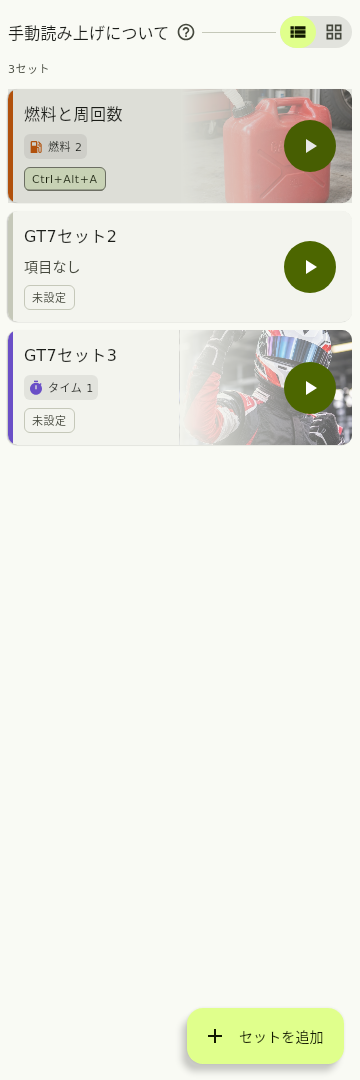 手動読み上げについて
3セット
燃料と周回数
燃料 2
Ctrl+Alt+A
GT7セット2
項目なし
未設定
GT7セット3
タイム 1
未設定
セットを追加